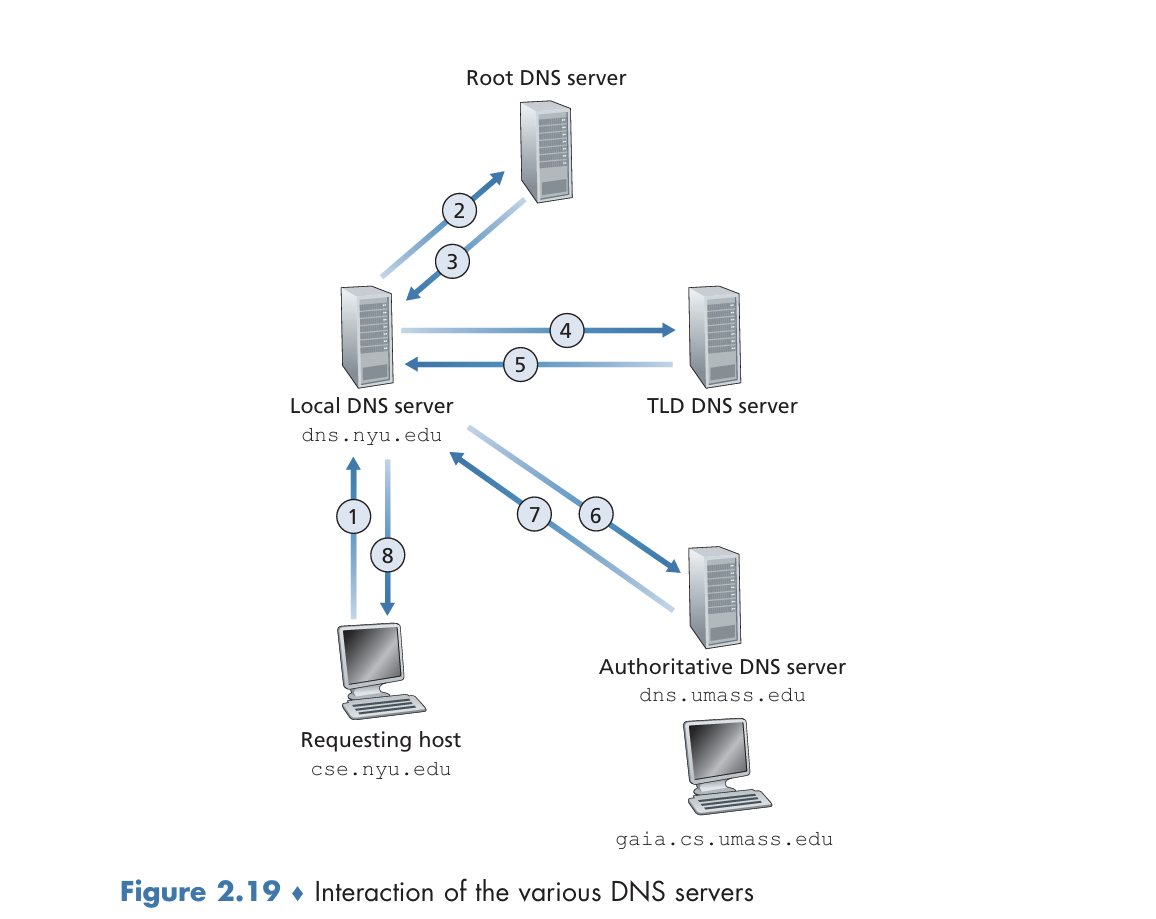 Root DNS server
2
3
4
5
Local DNS server
dns.nyu.edu
TLD DNS server
1
8
7
6
Authoritative DNS server
dns.umass.edu
Requesting host
cse.nyu.edu
gaia.cs.umass.edu
Figure 2.19 ♦ Interaction of the various DNS servers